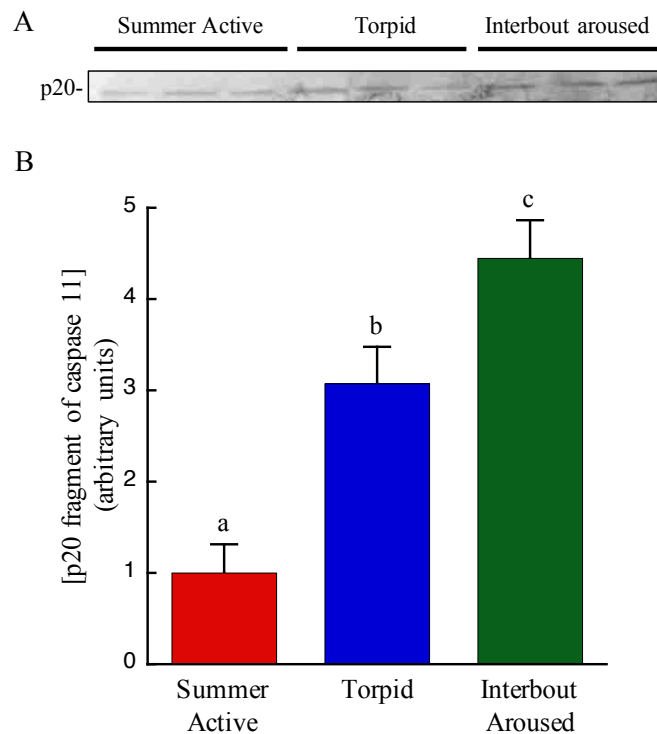 A
Summer Active
Torpid
Interbout aroused
p20-
B
[p20 fragment of caspase 11]
(arbitrary units)
5
4
3
2
1
0
a
b
c
Summer
Active
Torpid
Interbout
Aroused